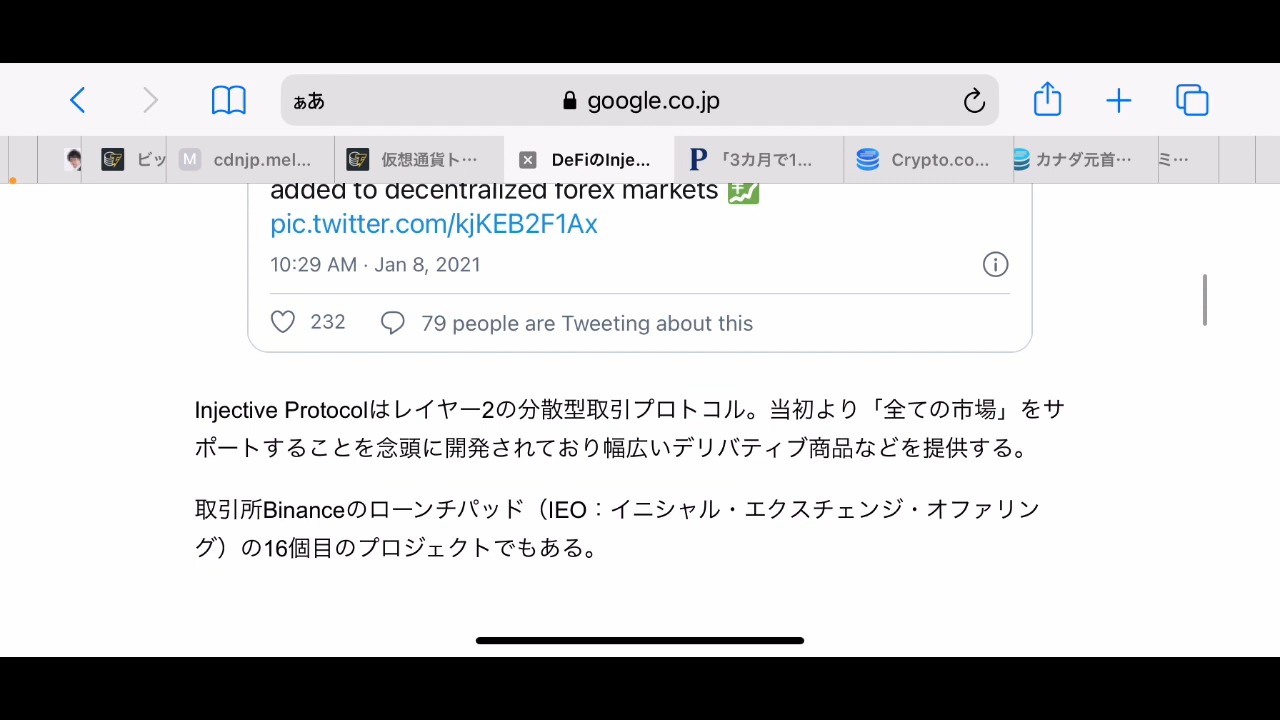 ぁあ google.co.jp
ビッ M cdnjp.mel... 仮想通貨ト… DeFiのInje... P 「3カ月で1... Crypto.co... カナダ元首… ミ…
added to decentralized forex markets 💹
pic.twitter.com/kjKEB2F1Ax
10:29 AM · Jan 8, 2021
232 79 people are Tweeting about this
Injective Protocolはレイヤー2の分散型取引プロトコル。当初より「全ての市場」をサ
ポートすることを念頭に開発されており幅広いデリバティブ商品などを提供する。
取引所Binanceのローンチパッド（IEO：イニシャル・エクスチェンジ・オファリン
グ）の16個目のプロジェクトでもある。